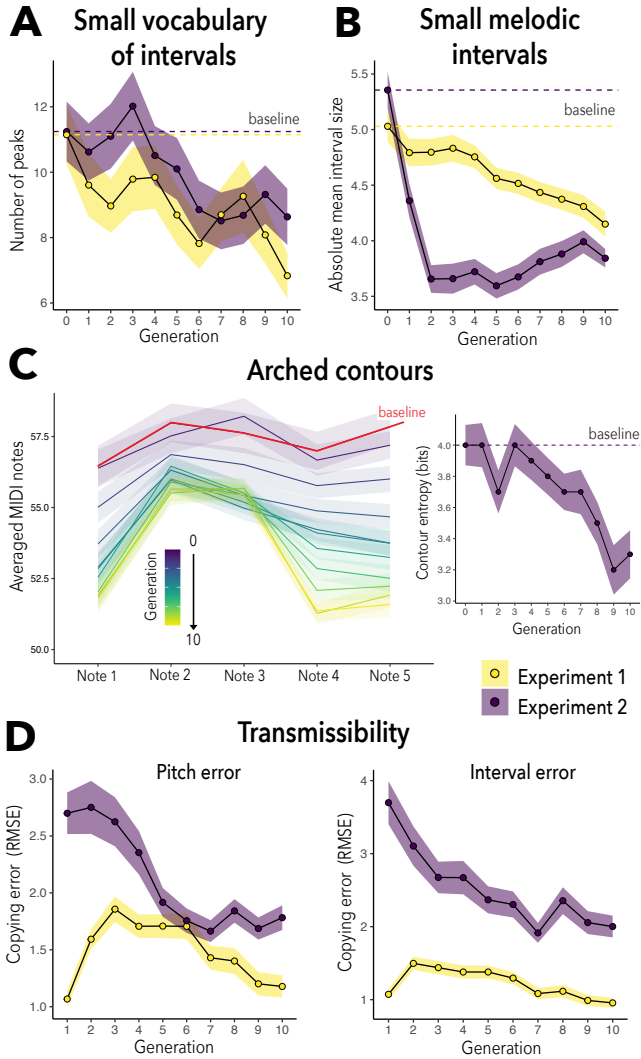 A
Small vocabulary
of intervals
Number of peaks
12
10
8
6
baseline
0 1 2 3 4 5 6 7 8 9 10
Generation
B
Small melodic
intervals
Absolute mean interval size
5.5
5.0
4.5
4.0
3.5
baseline
0 1 2 3 4 5 6 7 8 9 10
Generation
C
Arched contours
Averaged MIDI notes
57.5
55.0
52.5
50.0
baseline
Generation
0
10
Note 1 Note 2 Note 3 Note 4 Note 5
Contour entropy (bits)
4.2
4.0
3.8
3.6
3.4
3.2
3.0
baseline
0 1 2 3 4 5 6 7 8 9 10
Generation
Experiment 1
Experiment 2
D
Transmissibility
Pitch error
Copying error (RMSE)
3.0
2.5
2.0
1.5
1.0
1 2 3 4 5 6 7 8 9 10
Generation
Interval error
Copying error (RMSE)
4
3
2
1
1 2 3 4 5 6 7 8 9 10
Generation